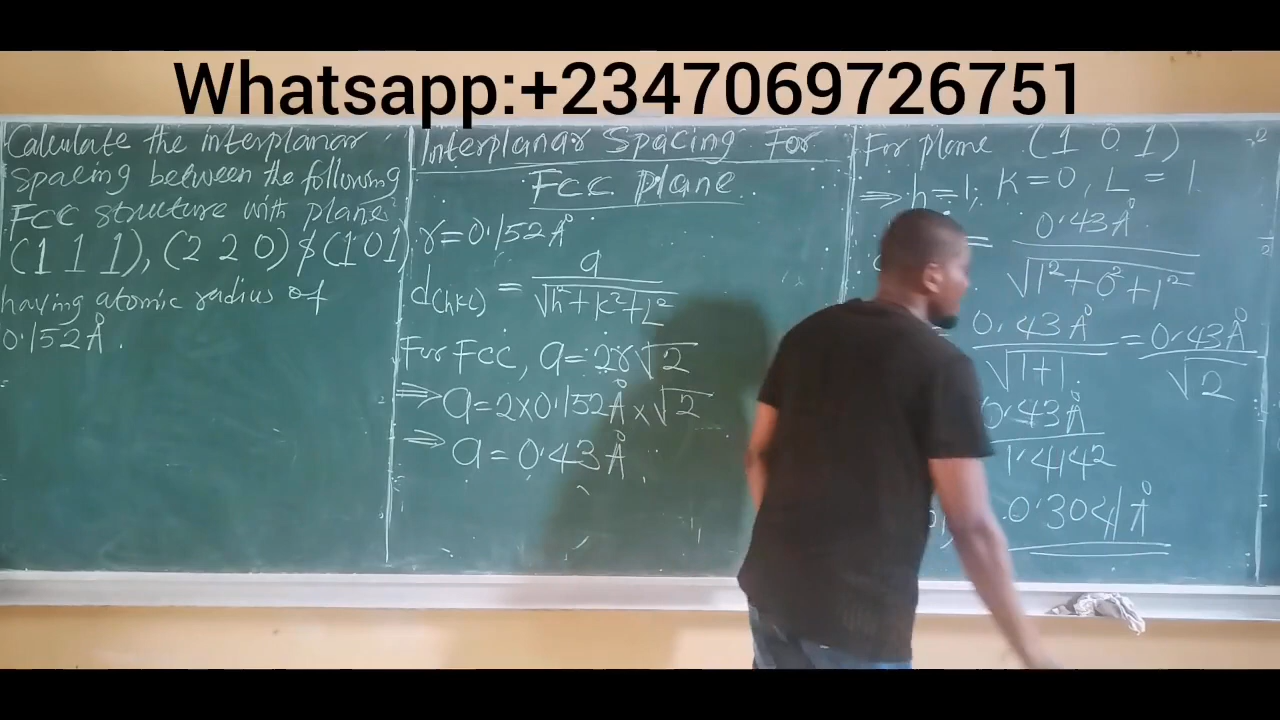 Whatsapp:+2347069726751
Calculate the interplanar
spacing between the following
FCC structure with plane:
(1 1 1), (2 2 0) & (1 0 1)
having atomic radius of
0.152Å.
Interplanar Spacing For
FCC plane
r=0.152Å
d(hkl) = a
√h²+k²+L²
For FCC, a=2r√2
⇒ a=2×0.152Å×√2
⇒ a=0.43Å
For plane (1 0 1)
⇒ h=1, K=0, L=1
= 0.43Å
√1²+0²+1²
0.43Å = 0.43Å
√1+1 √2
0.43Å
1.4142
0.3041Å